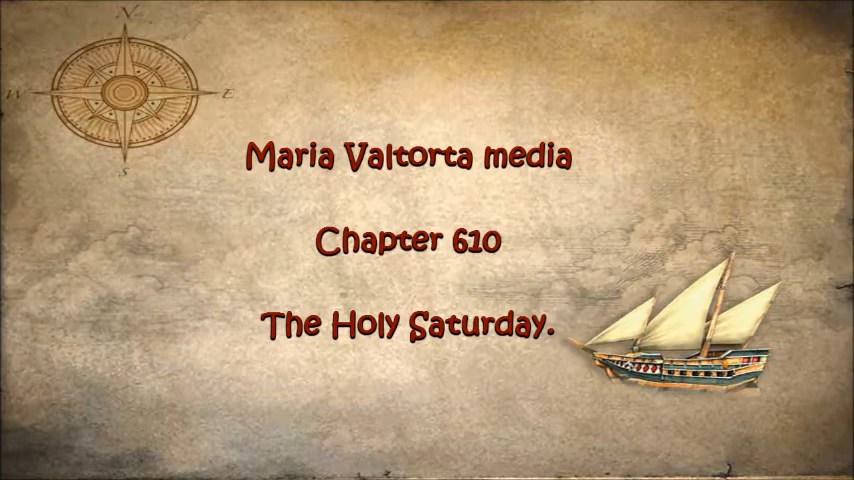 N
W E
S
Maria Valtorta media
Chapter 610
The Holy Saturday.